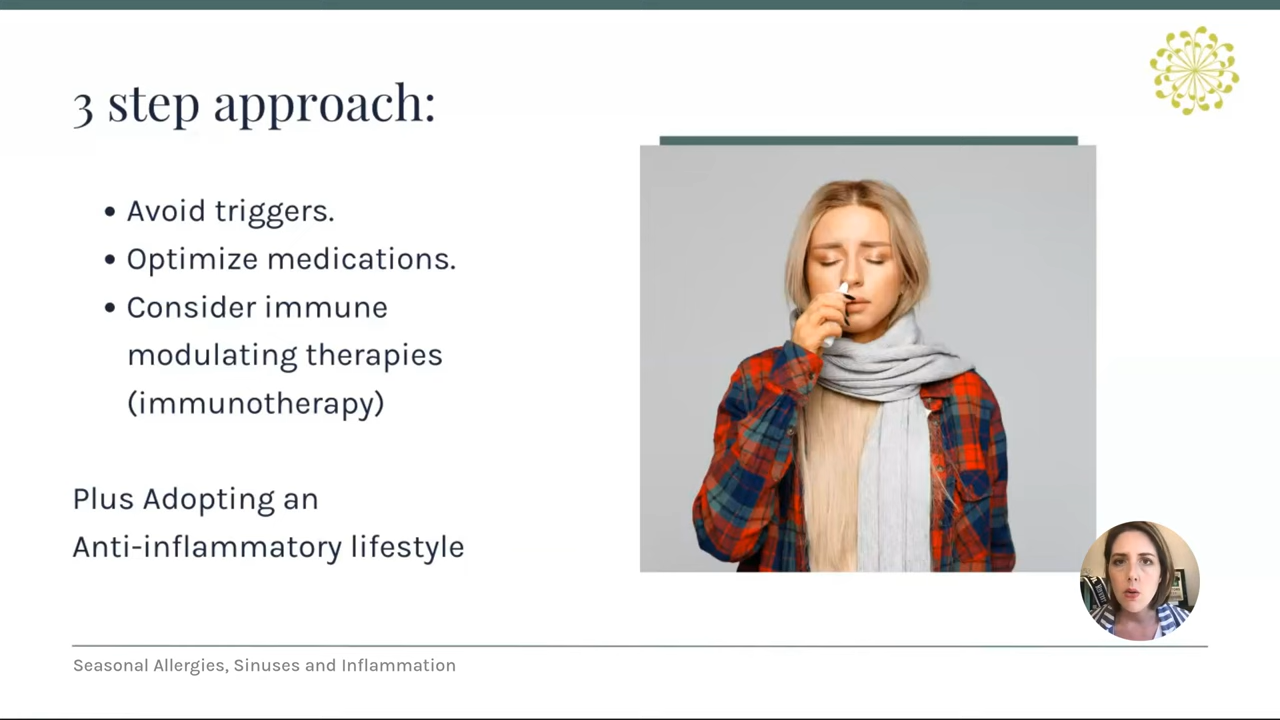 3 step approach:
• Avoid triggers.
• Optimize medications.
• Consider immune
modulating therapies
(immunotherapy)
Plus Adopting an
Anti-inflammatory lifestyle
Seasonal Allergies, Sinuses and Inflammation